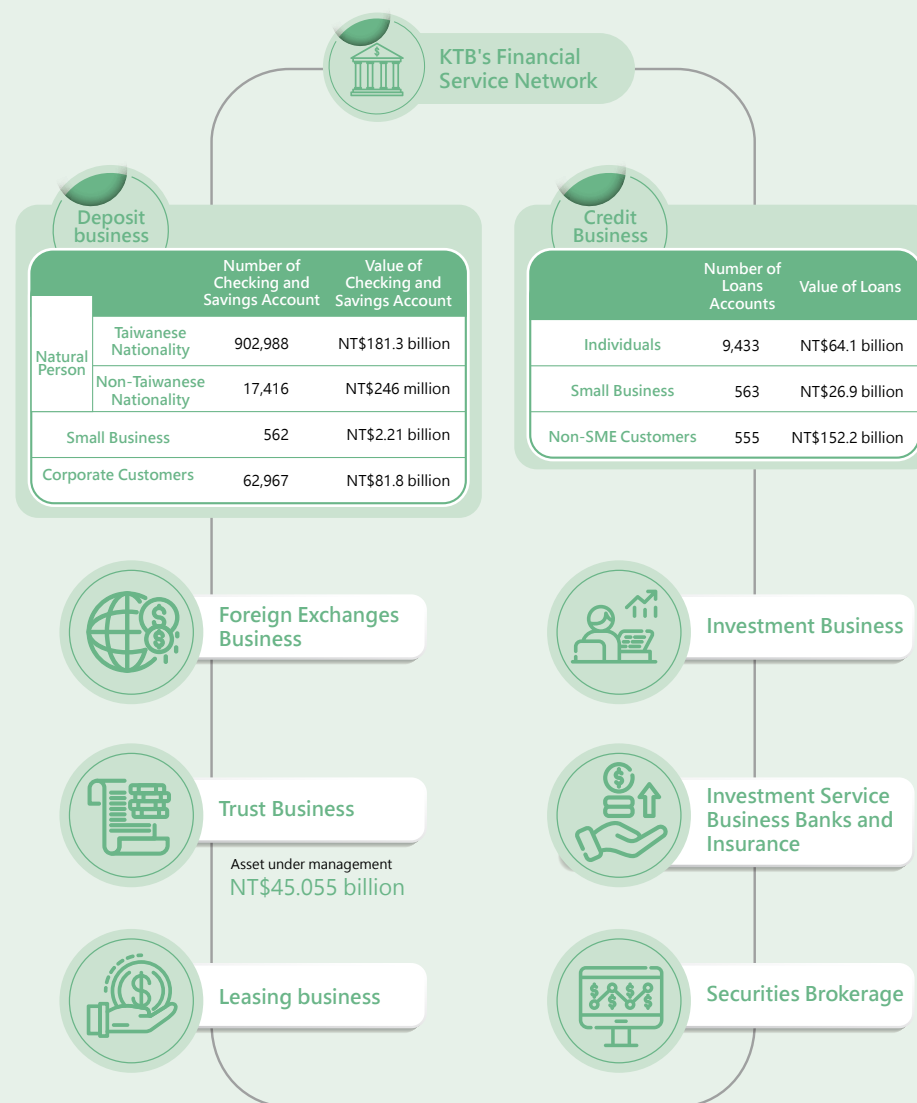 KTB's Financial
Service Network
Deposit
business
Number of
Checking and
Savings Account
Value of
Checking and
Savings Account
Natural
Person
Taiwanese
Nationality
902,988
NT$181.3 billion
Non-Taiwanese
Nationality
17,416
NT$246 million
Small Business
562
NT$2.21 billion
Corporate Customers
62,967
NT$81.8 billion
Credit
Business
Number of
Loans
Accounts
Value of Loans
Individuals
9,433
NT$64.1 billion
Small Business
563
NT$26.9 billion
Non-SME Customers
555
NT$152.2 billion
Foreign Exchanges
Business
Investment Business
Trust Business
Asset under management
NT$45.055 billion
Investment Service
Business Banks and
Insurance
Leasing business
Securities Brokerage